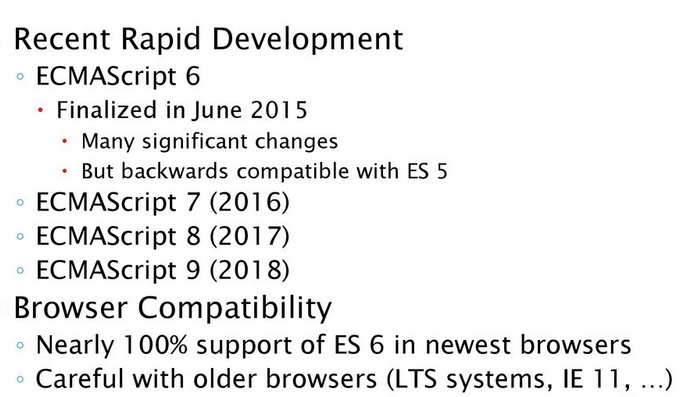 Recent Rapid Development
◦ ECMAScript 6
• Finalized in June 2015
• Many significant changes
• But backwards compatible with ES 5
◦ ECMAScript 7 (2016)
◦ ECMAScript 8 (2017)
◦ ECMAScript 9 (2018)
Browser Compatibility
◦ Nearly 100% support of ES 6 in newest browsers
◦ Careful with older browsers (LTS systems, IE 11, …)